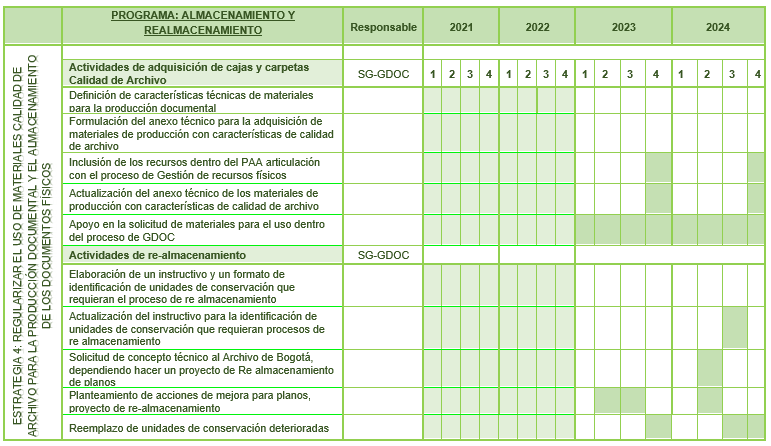 PROGRAMA: ALMACENAMIENTO Y
REALMACENAMIENTO
Responsable
2021
2022
2023
2024
ESTRATEGIA 4: REGULARIZAR EL USO DE MATERIALES CALIDAD DE
ARCHIVO PARA LA PRODUCCIÓN DOCUMENTAL Y EL ALMACENAMIENTO
DE LOS DOCUMENTOS FÍSICOS
Actividades de adquisición de cajas y carpetas
Calidad de Archivo
SG-GDOC
1 2 3 4 1 2 3 4 1 2 3 4 1 2 3 4
Definición de características técnicas de materiales
para la producción documental
Formulación del anexo técnico para la adquisición de
materiales de producción con características de calidad
de archivo
Inclusión de los recursos dentro del PAA articulación
con el proceso de Gestión de recursos físicos
Actualización del anexo técnico de los materiales de
producción con características de calidad de archivo
Apoyo en la solicitud de materiales para el uso dentro
del proceso de GDOC
Actividades de re-almacenamiento
SG-GDOC
Elaboración de un instructivo y un formato de
identificación de unidades de conservación que
requieran el proceso de re almacenamiento
Actualización del instructivo para la identificación de
unidades de conservación que requieran procesos de
re almacenamiento
Solicitud de concepto técnico al Archivo de Bogotá,
dependiendo hacer un proyecto de Re almacenamiento
de planos
Planteamiento de acciones de mejora para planos,
proyecto de re-almacenamiento
Reemplazo de unidades de conservación deterioradas